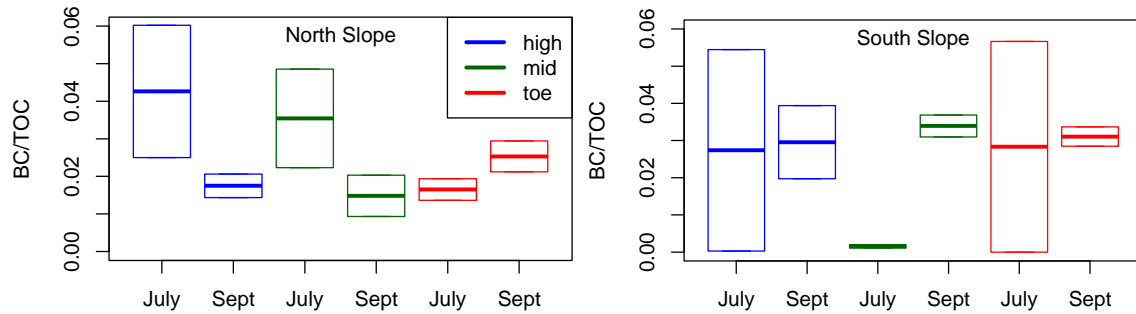 North Slope
high
mid
toe
BC/TOC
0.06
0.04
0.02
0.00
July Sept July Sept July Sept
South Slope
BC/TOC
0.06
0.04
0.02
0.00
July Sept July Sept July Sept